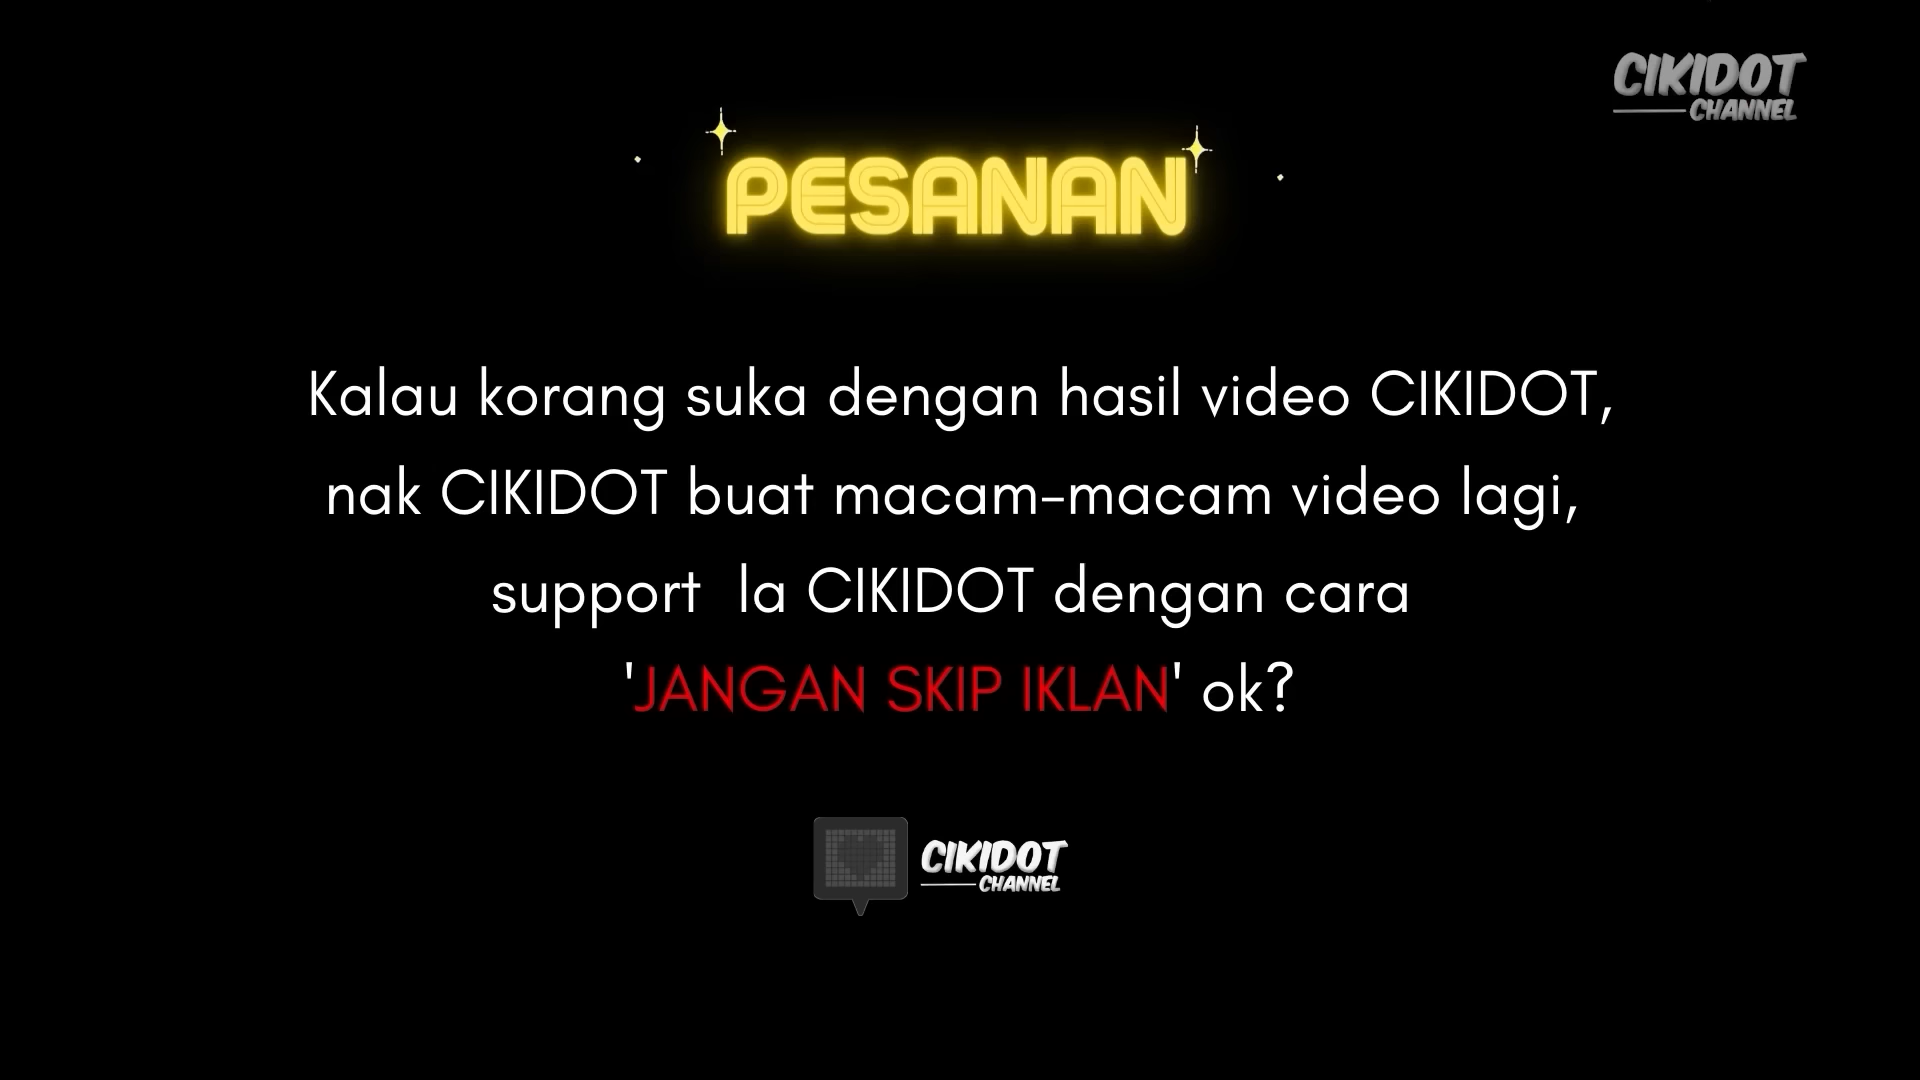 CIKIDOT
CHANNEL
PESANAN
Kalau korang suka dengan hasil video CIKIDOT,
nak CIKIDOT buat macam-macam video lagi,
support la CIKIDOT dengan cara
'JANGAN SKIP IKLAN' ok?
CIKIDOT
CHANNEL